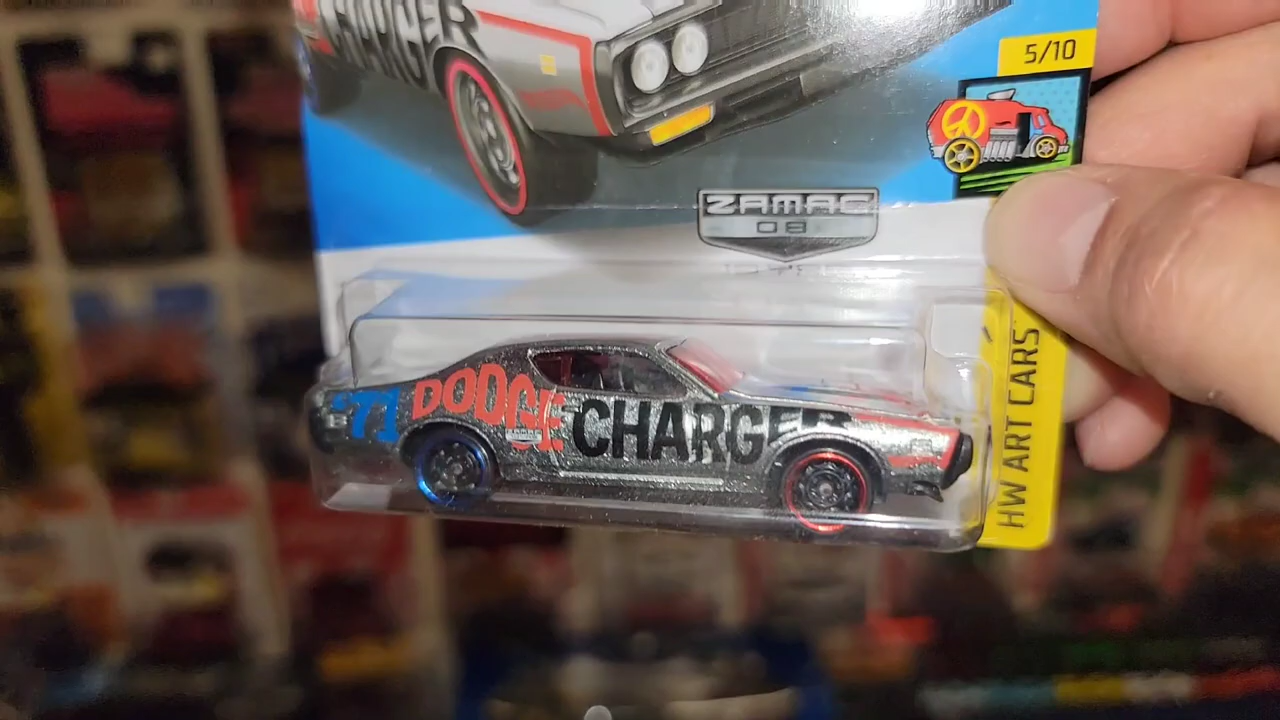 CHARGER
5/10
ZAMAC
08
'71 DODGE CHARGER
HW ART CARS